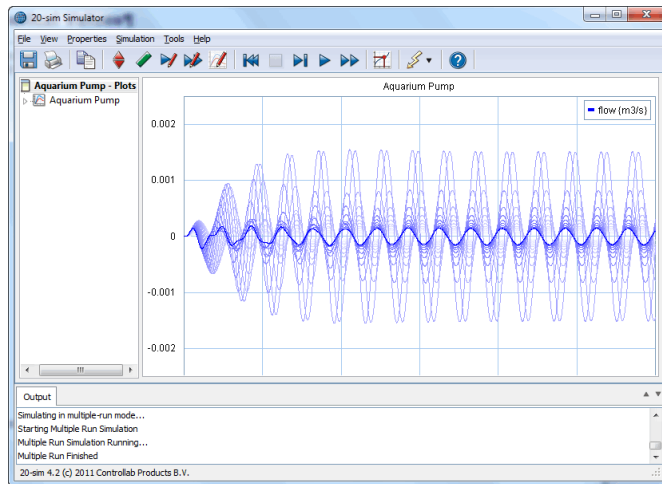 20-sim Simulator
File View Properties Simulation Tools Help
Aquarium Pump - Plots
Aquarium Pump
Aquarium Pump
flow {m3/s}
0.002
0.001
0
-0.001
-0.002
Output
Simulating in multiple-run mode...
Starting Multiple Run Simulation
Multiple Run Simulation Running...
Multiple Run Finished
20-sim 4.2 (c) 2011 Controllab Products B.V.